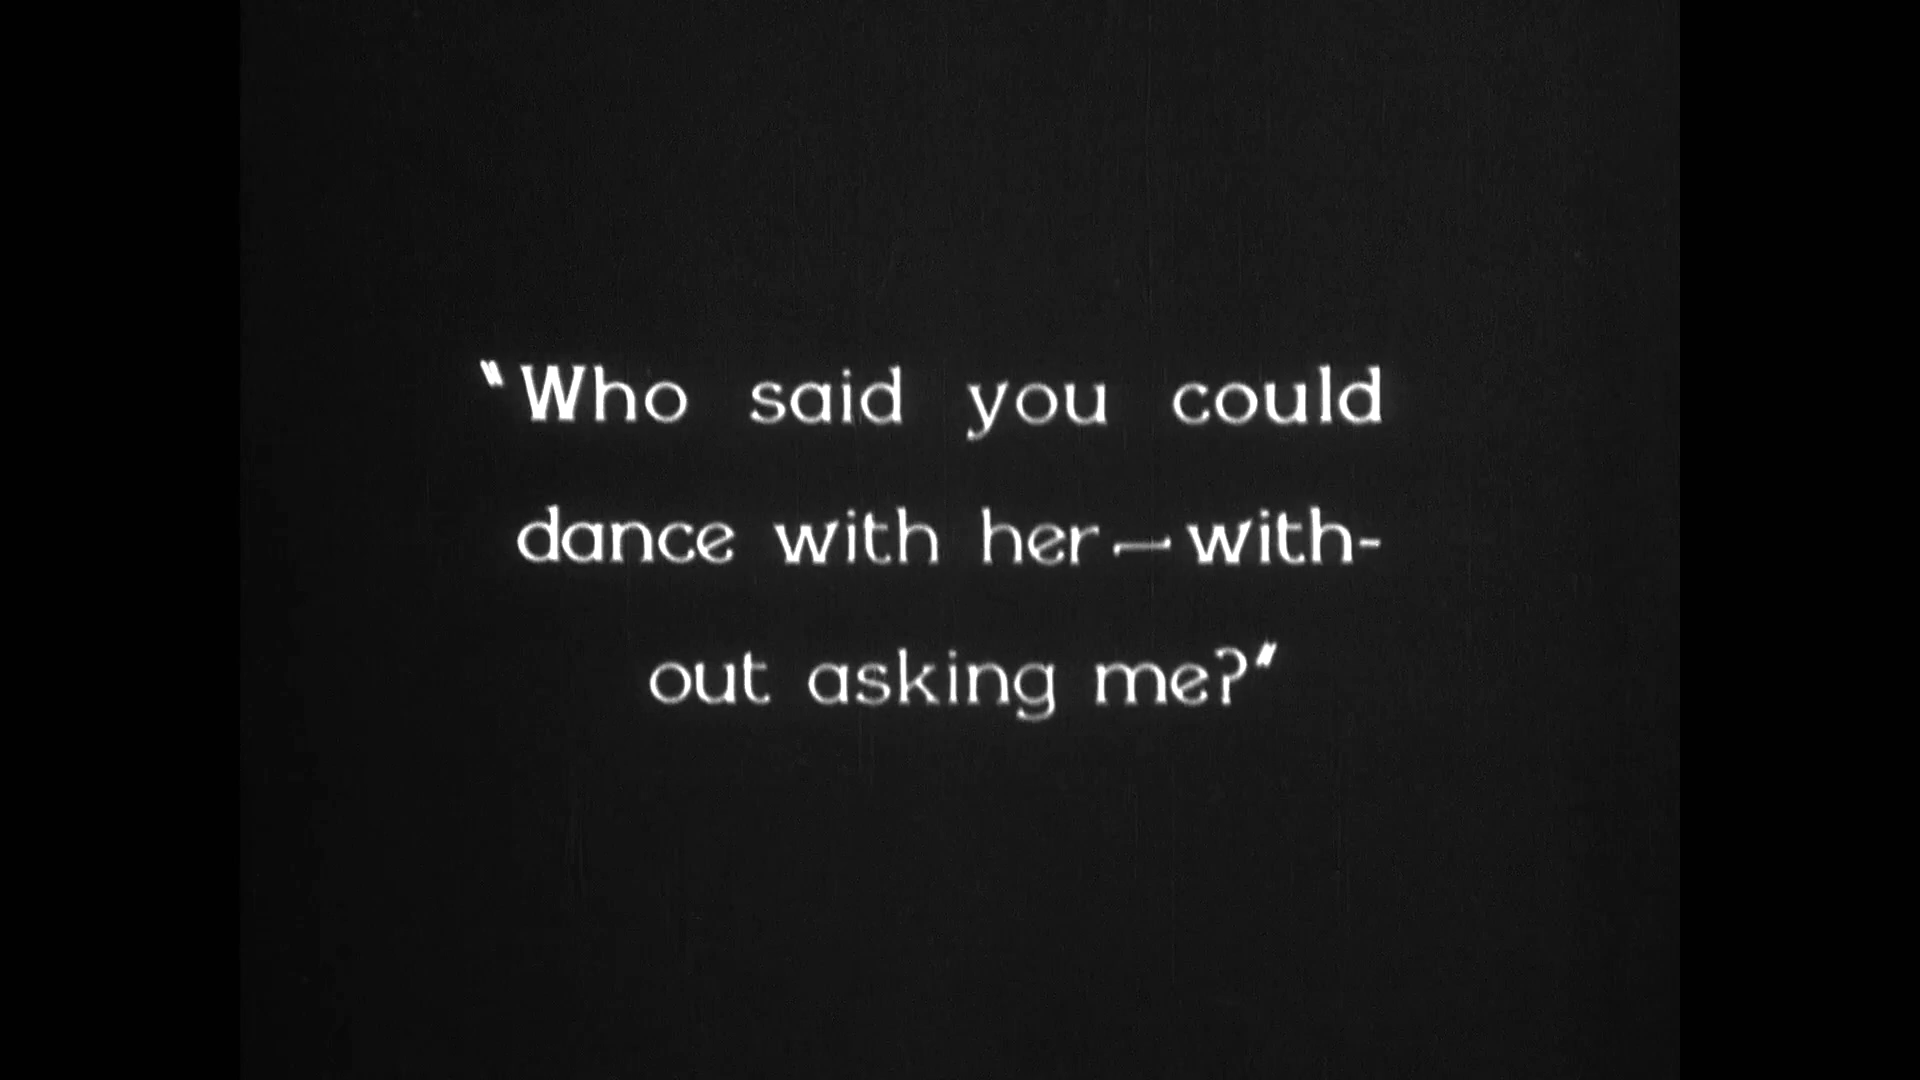 "Who said you could
dance with her—with-
out asking me?"